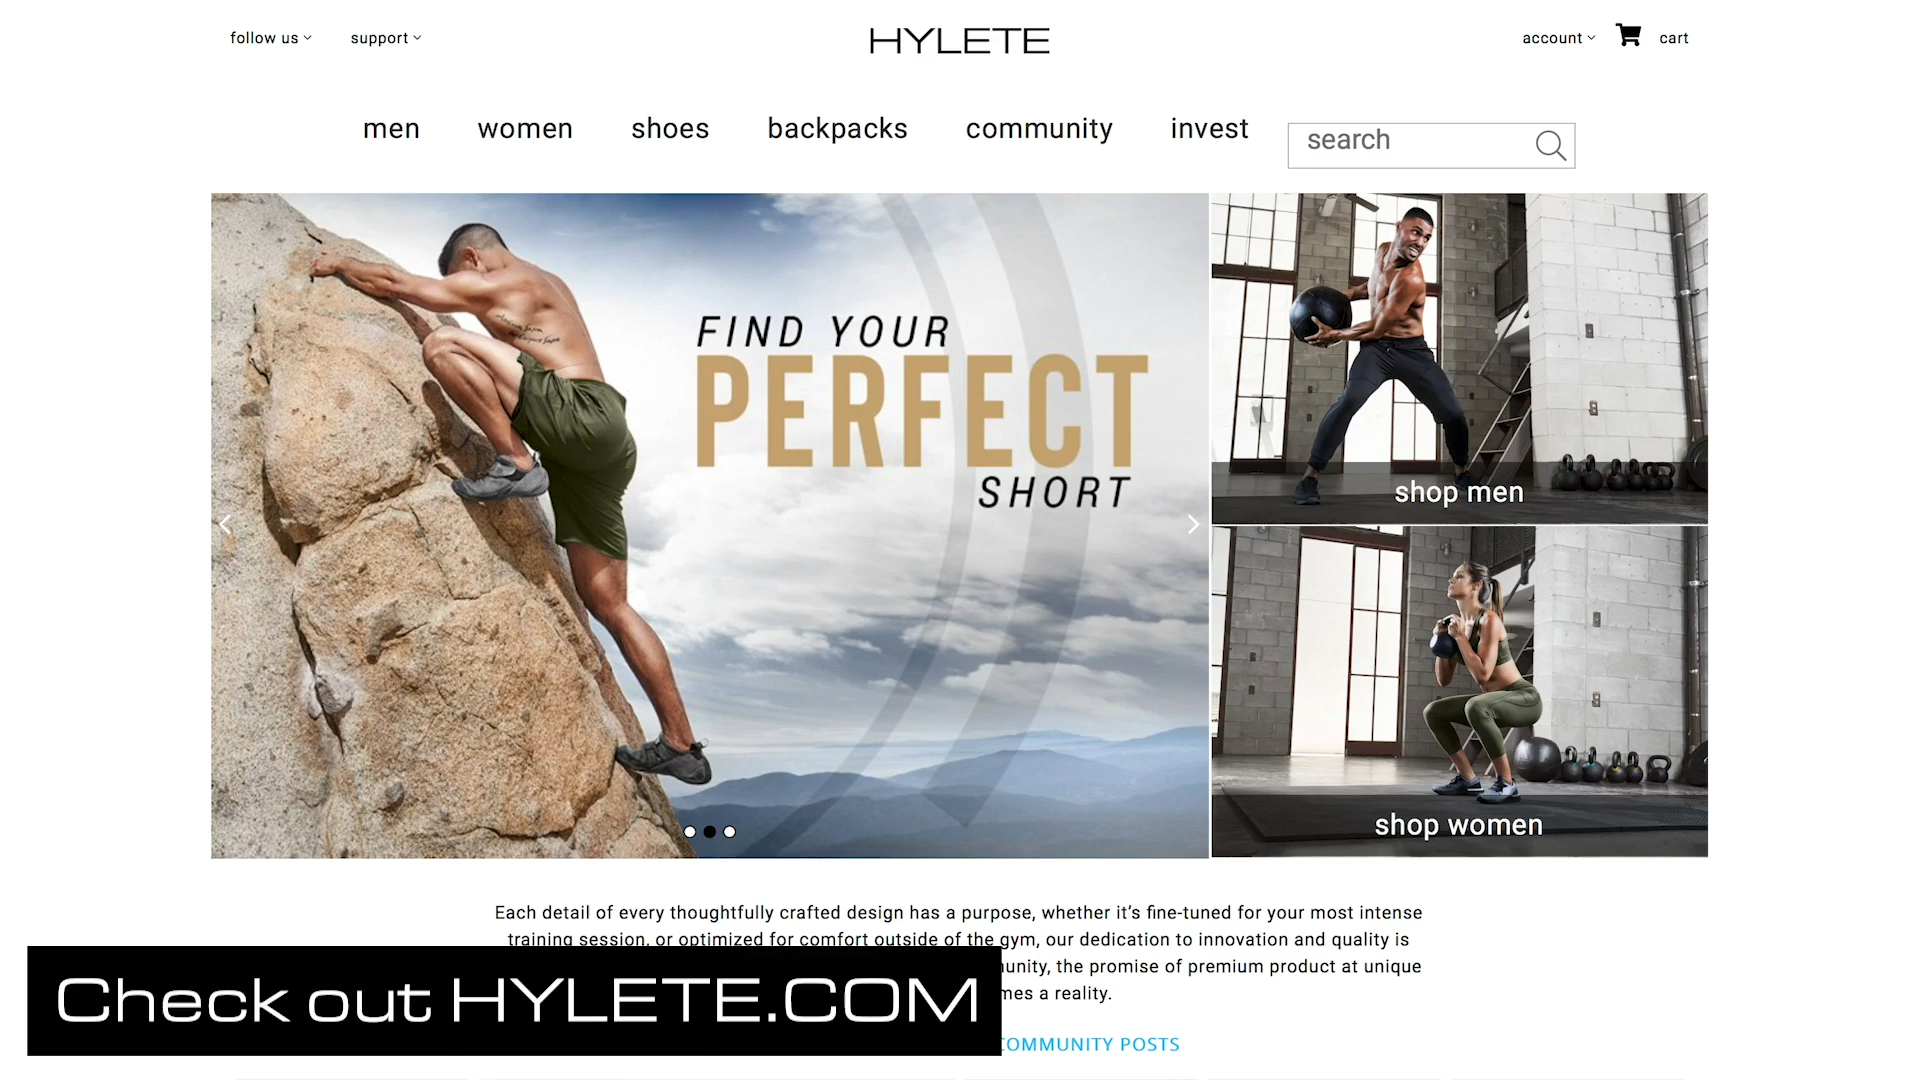 follow us
support
HYLETE
account
cart
men
women
shoes
backpacks
community
invest
search
FIND YOUR
PERFECT
SHORT
shop men
shop women
Each detail of every thoughtfully crafted design has a purpose, whether it’s fine-tuned for your most intense
training session, or optimized for comfort outside of the gym, our dedication to innovation and quality is
the promise of premium product at unique
a reality.
Check out HYLETE.COM
COMMUNITY POSTS